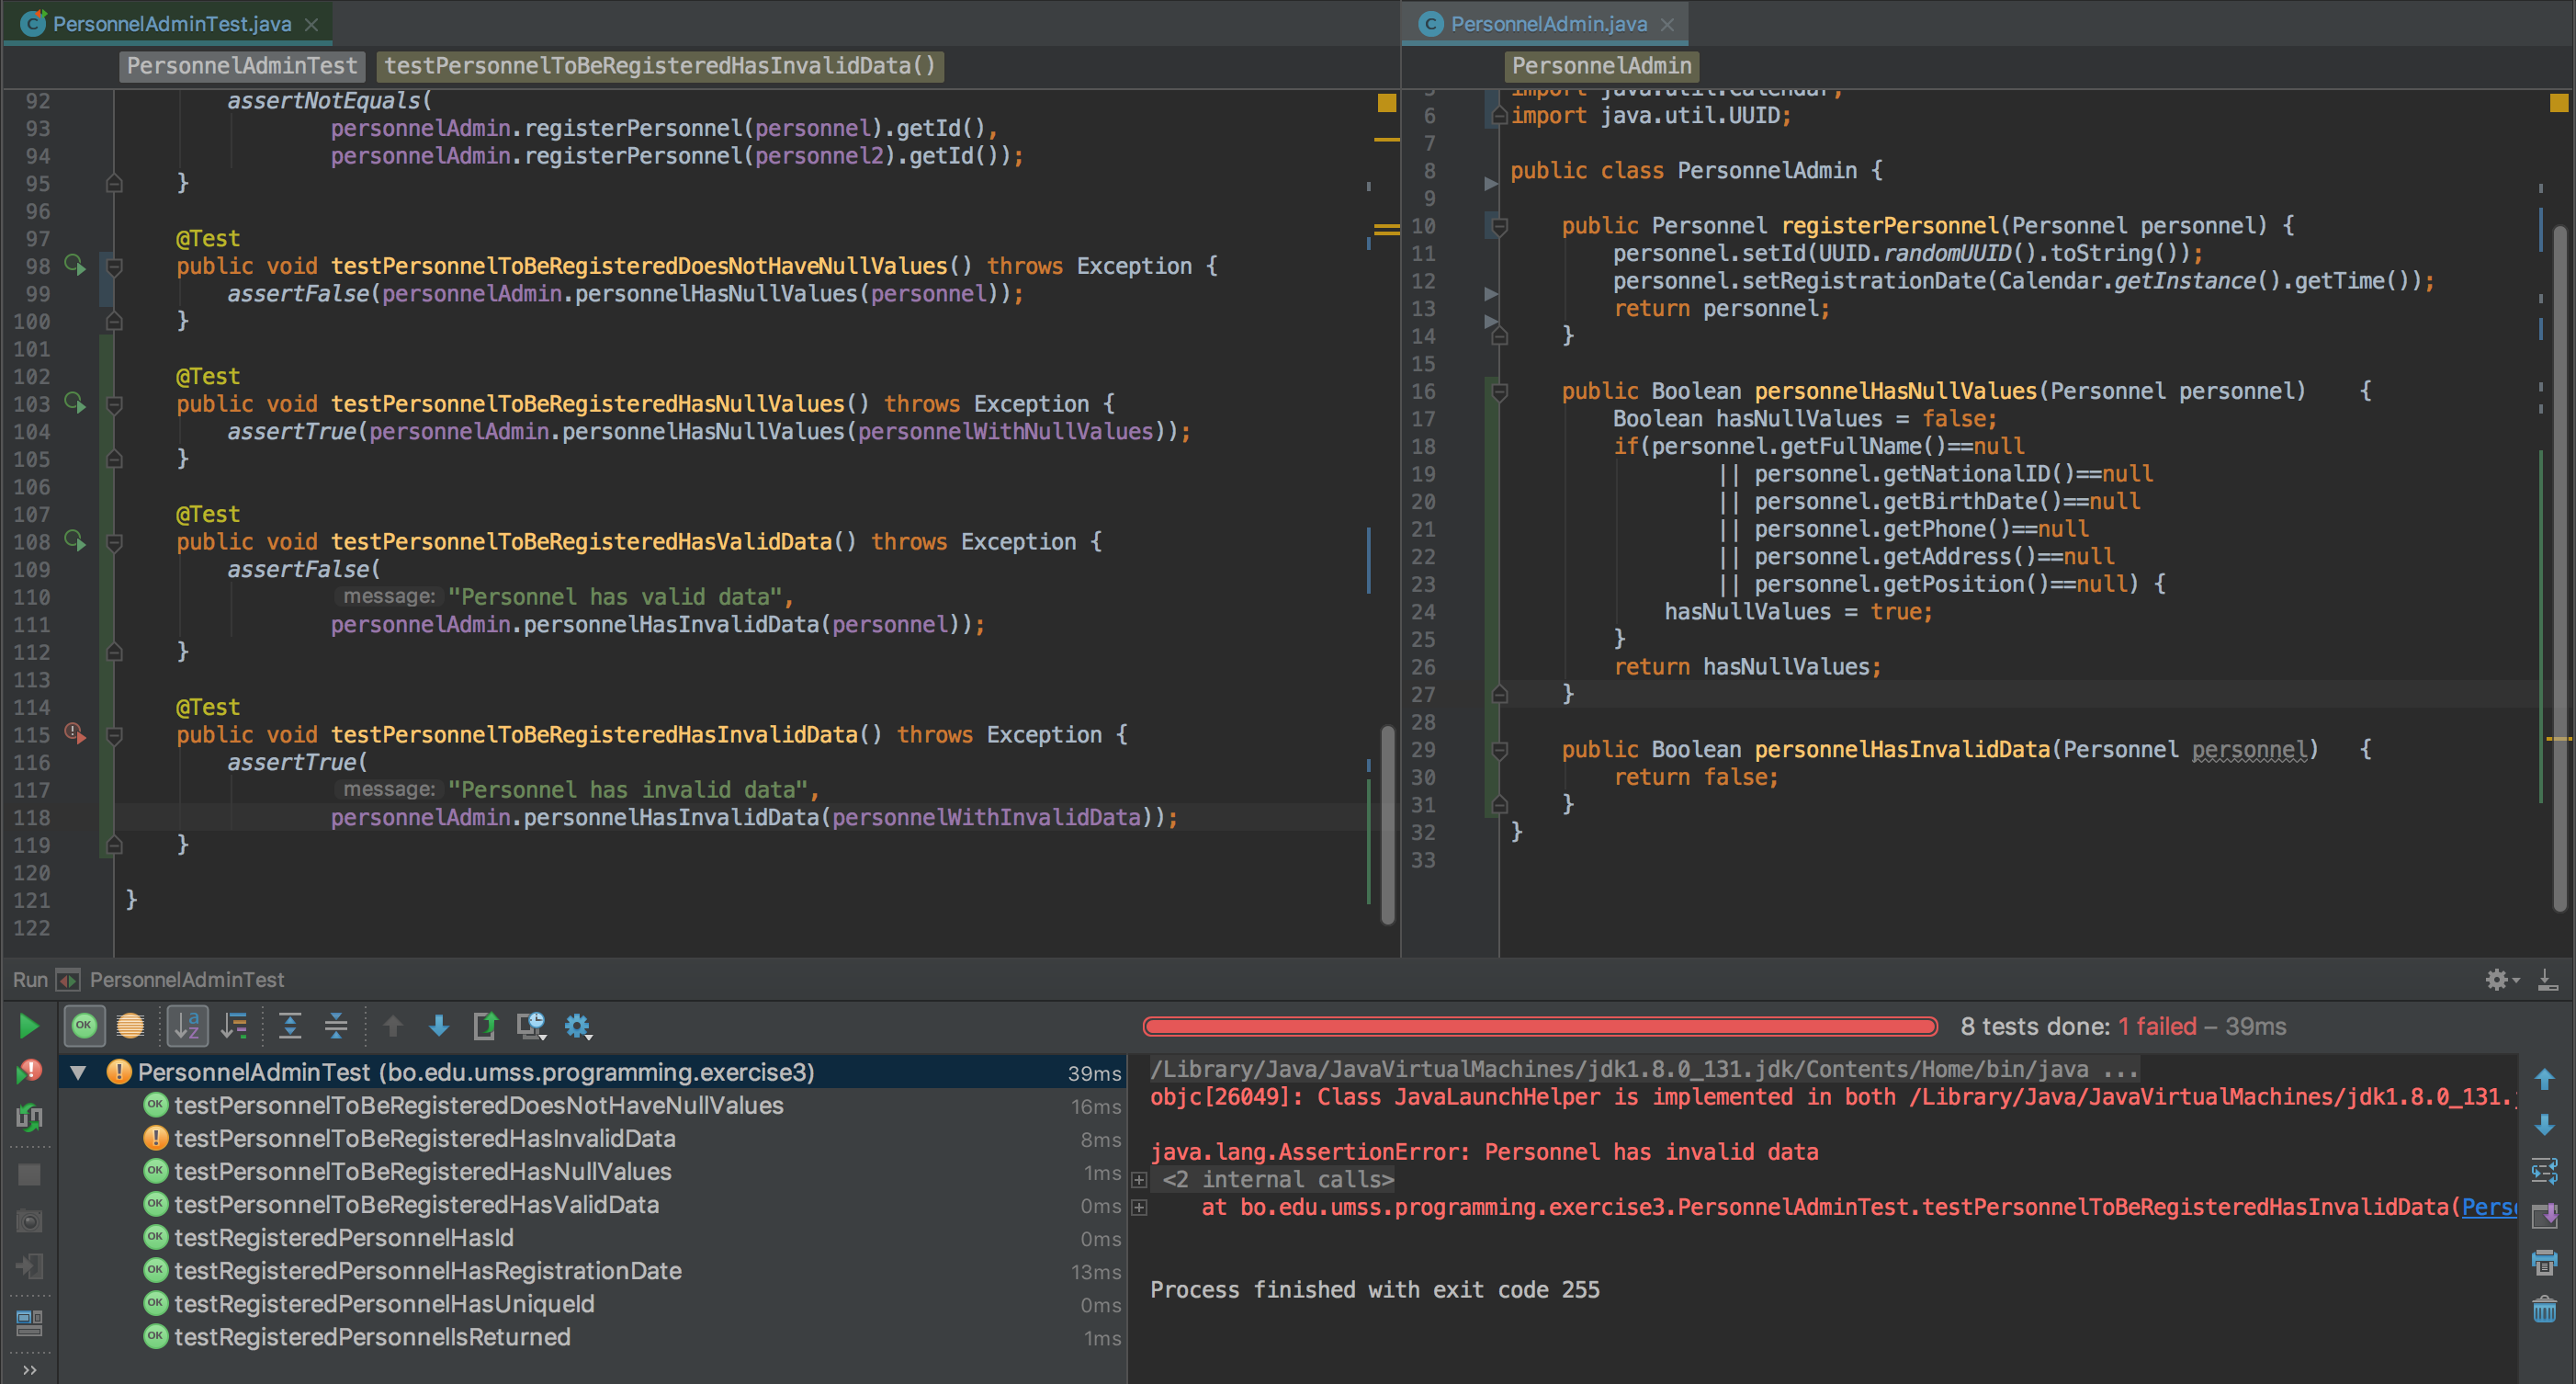 PersonnelAdminTest.java
PersonnelAdminTest testPersonnelToBeRegisteredHasInvalidData()
92 assertNotEquals(
93 personnelAdmin.registerPersonnel(personnel).getId(),
94 personnelAdmin.registerPersonnel(personnel2).getId());
95 }
96
97 @Test
98 public void testPersonnelToBeRegisteredDoesNotHaveNullValues() throws Exception {
99 assertFalse(personnelAdmin.personnelHasNullValues(personnel));
100 }
101
102 @Test
103 public void testPersonnelToBeRegisteredHasNullValues() throws Exception {
104 assertTrue(personnelAdmin.personnelHasNullValues(personnelWithNullValues));
105 }
106
107 @Test
108 public void testPersonnelToBeRegisteredHasValidData() throws Exception {
109 assertFalse(
110 message: "Personnel has valid data",
111 personnelAdmin.personnelHasInvalidData(personnel));
112 }
113
114 @Test
115 public void testPersonnelToBeRegisteredHasInvalidData() throws Exception {
116 assertTrue(
117 message: "Personnel has invalid data",
118 personnelAdmin.personnelHasInvalidData(personnelWithInvalidData));
119 }
120
121 }
122
PersonnelAdmin.java
PersonnelAdmin
5 import java.util.Calendar;
6 import java.util.UUID;
7
8 public class PersonnelAdmin {
9
10 public Personnel registerPersonnel(Personnel personnel) {
11 personnel.setId(UUID.randomUUID().toString());
12 personnel.setRegistrationDate(Calendar.getInstance().getTime());
13 return personnel;
14 }
15
16 public Boolean personnelHasNullValues(Personnel personnel) {
17 Boolean hasNullValues = false;
18 if(personnel.getFullName()==null
19 || personnel.getNationalID()==null
20 || personnel.getBirthDate()==null
21 || personnel.getPhone()==null
22 || personnel.getAddress()==null
23 || personnel.getPosition()==null) {
24 hasNullValues = true;
25 }
26 return hasNullValues;
27 }
28
29 public Boolean personnelHasInvalidData(Personnel personnel) {
30 return false;
31 }
32 }
33
Run PersonnelAdminTest
8 tests done: 1 failed – 39ms
PersonnelAdminTest (bo.edu.umss.programming.exercise3) 39ms
OK testPersonnelToBeRegisteredDoesNotHaveNullValues 16ms
! testPersonnelToBeRegisteredHasInvalidData 8ms
OK testPersonnelToBeRegisteredHasNullValues 1ms
OK testPersonnelToBeRegisteredHasValidData 0ms
OK testRegisteredPersonnelHasId 0ms
OK testRegisteredPersonnelHasRegistrationDate 13ms
OK testRegisteredPersonnelHasUniqueId 0ms
OK testRegisteredPersonnelIsReturned 1ms
/Library/Java/JavaVirtualMachines/jdk1.8.0_131.jdk/Contents/Home/bin/java ...
objc[26049]: Class JavaLaunchHelper is implemented in both /Library/Java/JavaVirtualMachines/jdk1.8.0_131.
java.lang.AssertionError: Personnel has invalid data
<2 internal calls>
at bo.edu.umss.programming.exercise3.PersonnelAdminTest.testPersonnelToBeRegisteredHasInvalidData(Pers
Process finished with exit code 255